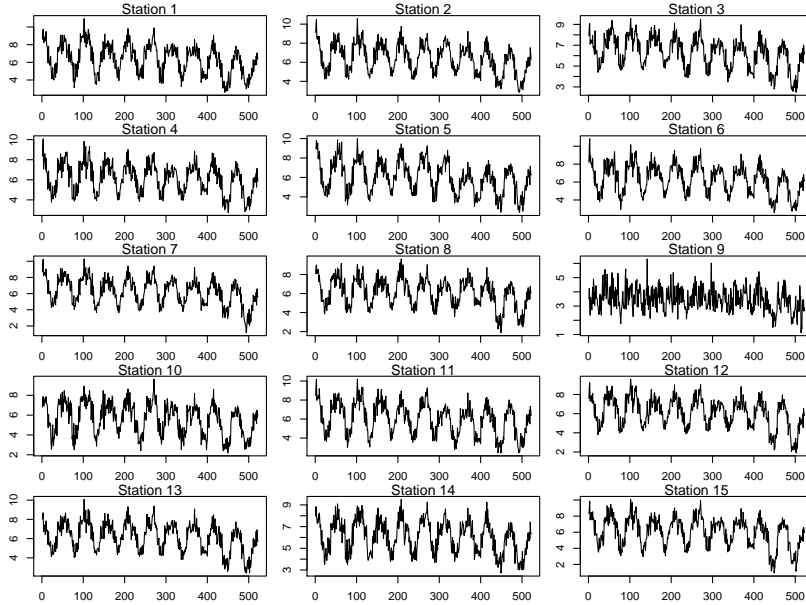 Station 1
4 6 8
0 100 200 300 400 500
Station 2
4 6 8 10
0 100 200 300 400 500
Station 3
3 4 5 6 7 8 9
0 100 200 300 400 500
Station 4
4 6 8 10
0 100 200 300 400 500
Station 5
4 6 8 10
0 100 200 300 400 500
Station 6
4 6 8
0 100 200 300 400 500
Station 7
2 4 6 8 10
0 100 200 300 400 500
Station 8
2 4 6 8
0 100 200 300 400 500
Station 9
1 3 5
0 100 200 300 400 500
Station 10
2 4 6 8
0 100 200 300 400 500
Station 11
4 6 8 10
0 100 200 300 400 500
Station 12
2 4 6 8
0 100 200 300 400 500
Station 13
4 6 8 10
0 100 200 300 400 500
Station 14
3 4 5 6 7 8 9
0 100 200 300 400 500
Station 15
2 4 6 8 10
0 100 200 300 400 500